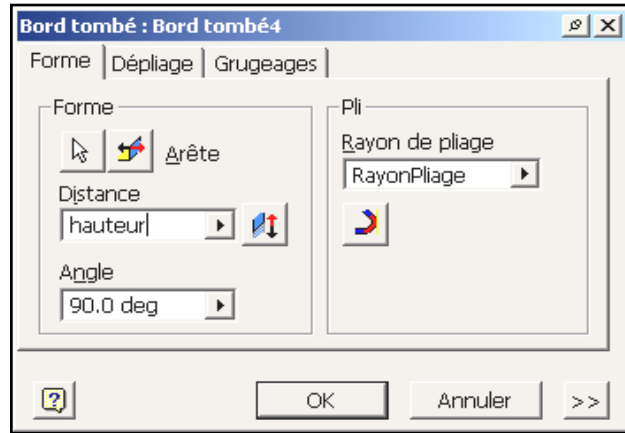 Bord tombé : Bord tombé4
Forme Dépliage Grugeages
Forme
Arête
Distance
hauteur
Angle
90.0 deg
Pli
Rayon de pliage
RayonPliage
OK Annuler >>